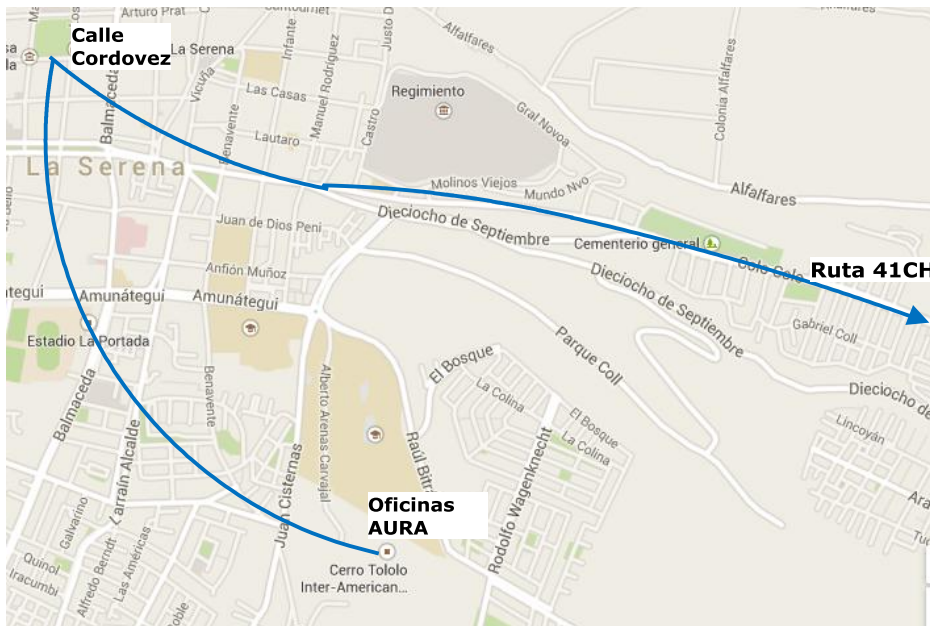 Arturo Prat
Cantournet
Infante
Justo D
Calle
Cordovez
La Serena
Vicuña
Las Casas
Manuel Rodríguez
Balmaceda
Benavente
Lautaro
Castro
Regimiento
Alfalfares
Gral Novoa
Colonia Alfalfares
La Serena
Molinos Viejos
Mundo Nvo
Alfalfares
Juan de Dios Peni
Dieciocho de Septiembre
Cementerio general
Colo Colo
Ruta 41CH
Anfión Muñoz
Dieciocho de Septiembre
Amunátegui
Amunátegui
Gabriel Coll
Estadio La Portada
Parque Coll
El Bosque
La Colina
Benavente
Alberto Arenas Carvajal
Dieciocho de
Balmaceda
Larraín Alcalde
Juan Cisternas
Raúl Bitra
El Bosque
La Colina
Rodolfo Wagenknecht
Lincoyán
Oficinas
AURA
Galvarino
Quinol
Iracumbi
Alfredo Berndt
Las Américas
Cerro Tololo
Inter-American...